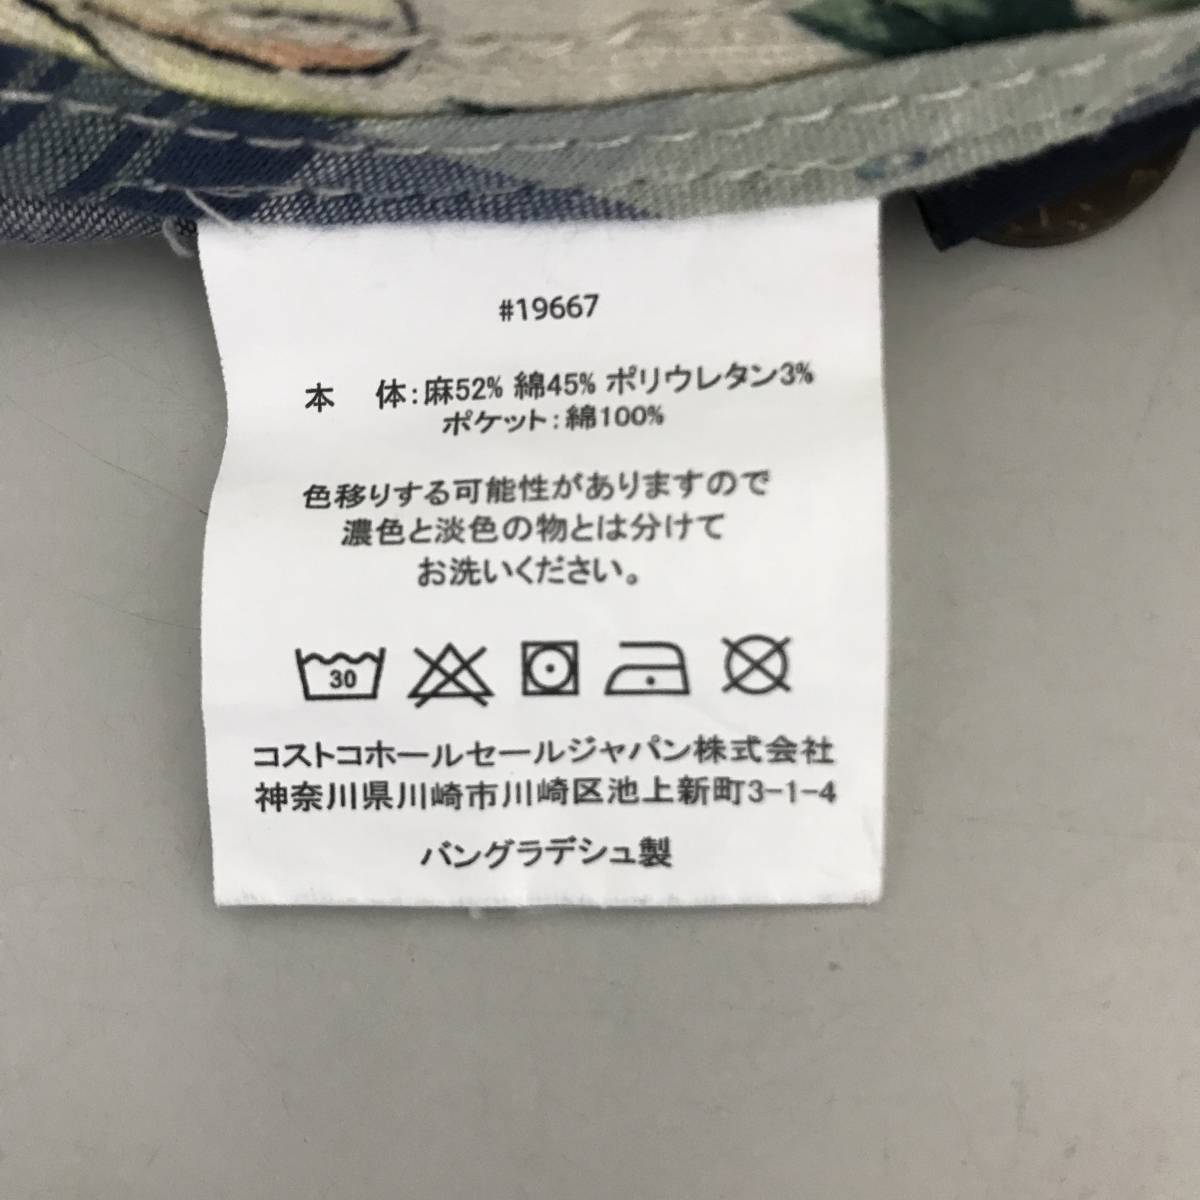 #19667
本　体:麻52% 綿45% ポリウレタン3%
ポケット:綿100%
色移りする可能性がありますので
濃色と淡色の物とは分けて
お洗いください。
30
コストコホールセールジャパン株式会社
神奈川県川崎市川崎区池上新町3-1-4
バングラデシュ製